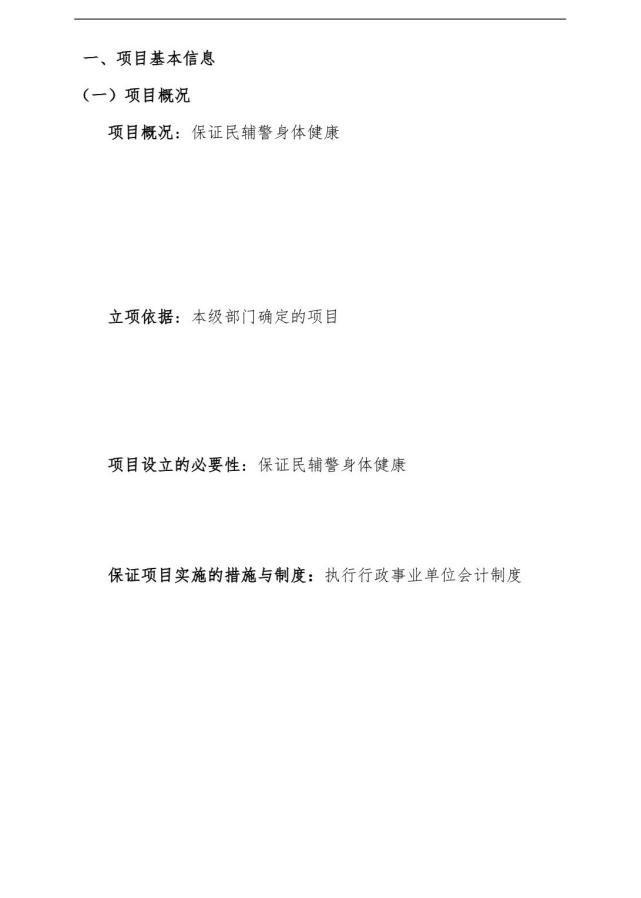 一、项目基本信息
（一）项目概况
项目概况：保证民辅警身体健康
立项依据：本级部门确定的项目
项目设立的必要性：保证民辅警身体健康
保证项目实施的措施与制度：执行行政事业单位会计制度